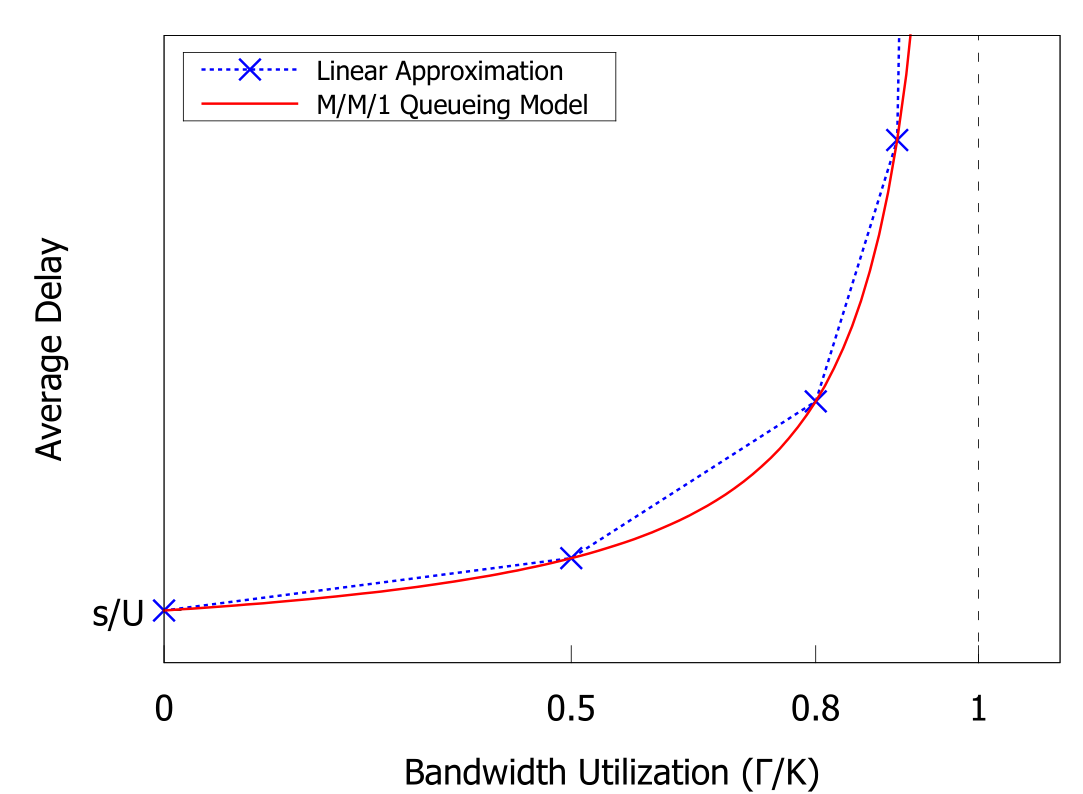 Linear Approximation
M/M/1 Queueing Model
Average Delay
s/U
0 0.5 0.8 1
Bandwidth Utilization (Γ/K)